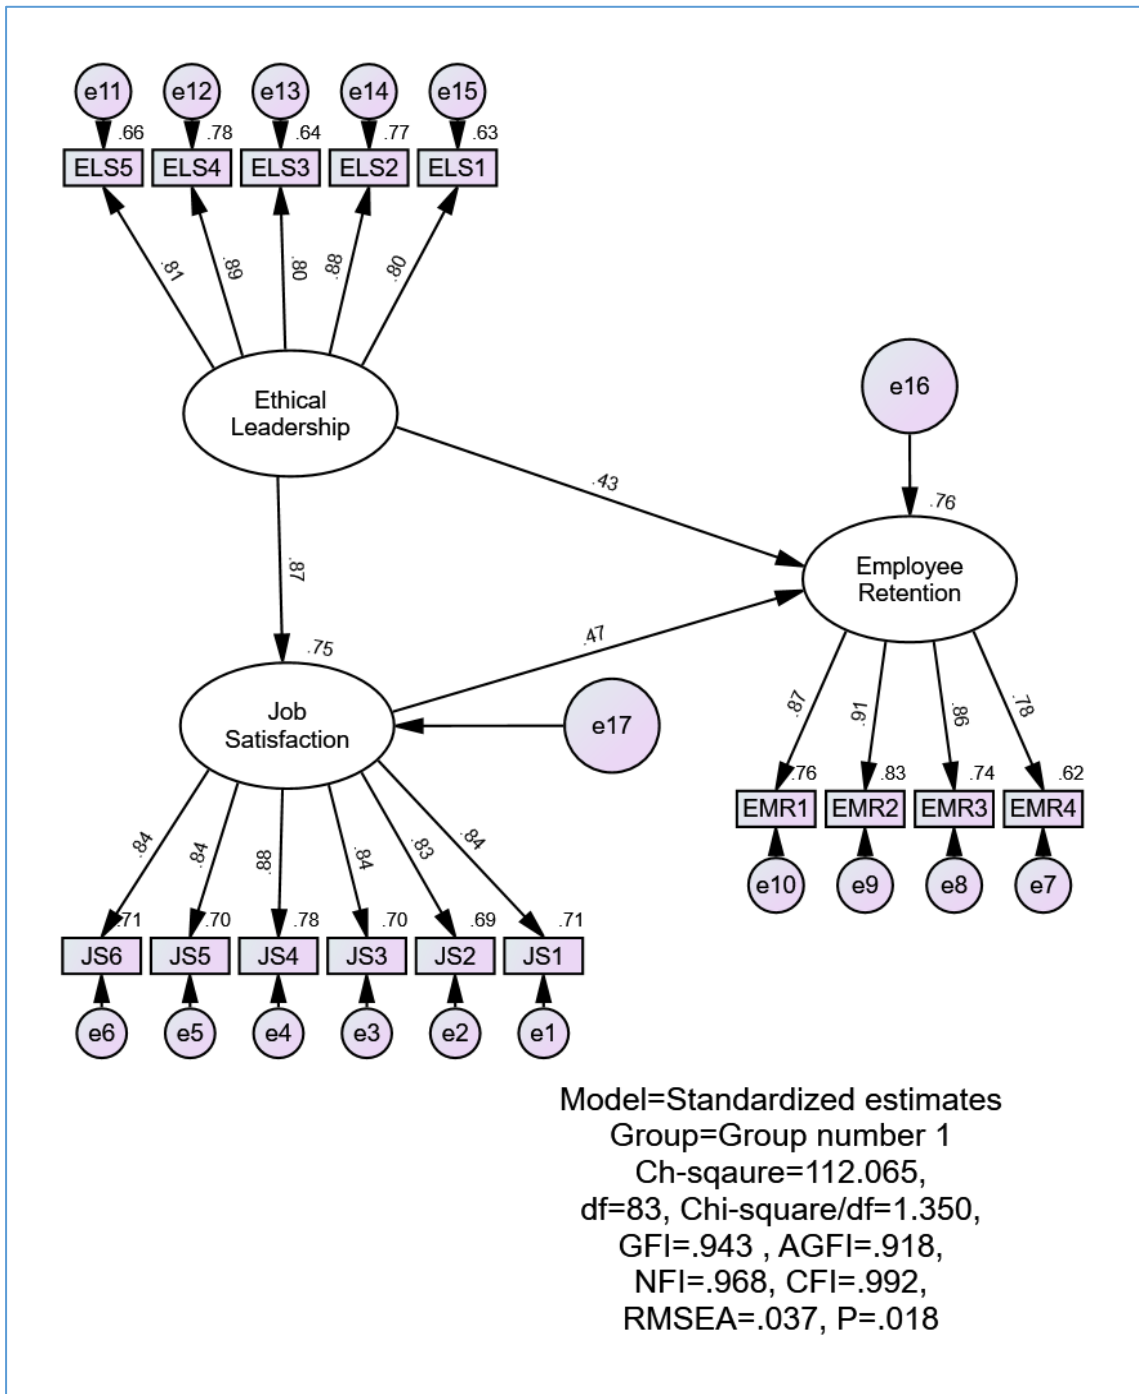 e11 e12 e13 e14 e15
.66 .78 .64 .77 .63
ELS5 ELS4 ELS3 ELS2 ELS1
.81 .89 .80 .88 .80
Ethical
Leadership
e16
.43
.76
.87
Employee
Retention
.75
.47
Job
Satisfaction
e17
.87 .91 .86 .78
.76 .83 .74 .62
EMR1 EMR2 EMR3 EMR4
e10 e9 e8 e7
.84 .84 .88 .84 .83 .84
.71 .70 .78 .70 .69 .71
JS6 JS5 JS4 JS3 JS2 JS1
e6 e5 e4 e3 e2 e1
Model=Standardized estimates
Group=Group number 1
Ch-sqaure=112.065,
df=83, Chi-square/df=1.350,
GFI=.943 , AGFI=.918,
NFI=.968, CFI=.992,
RMSEA=.037, P=.018